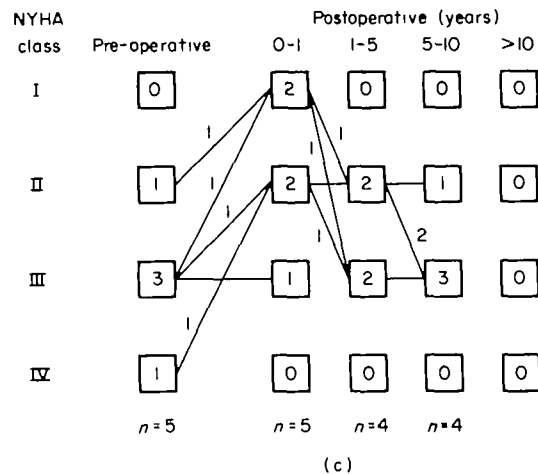 NYHA Postoperative (years)
class Pre-operative 0-1 1-5 5-10 >10
I 0 2 0 0 0
1 1 1
II 1 2 2 1 0
1 1 1 2
III 3 1 2 3 0
1
IV 1 0 0 0 0
n=5 n=5 n=4 n=4
(c)